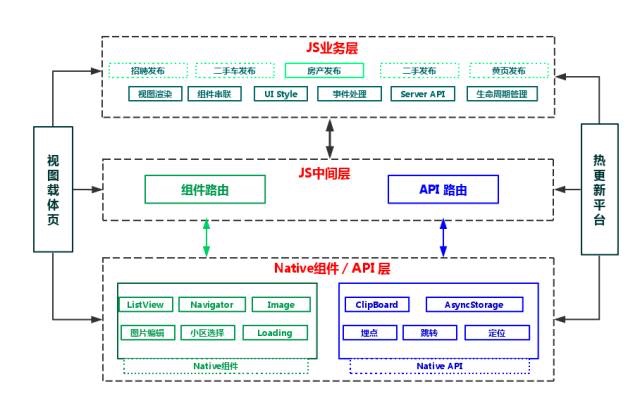 JS业务层
招聘发布 二手车发布 房产发布 二手发布 黄页发布
视图渲染 组件串联 UI Style 事件处理 Server API 生命周期管理
视图载体页
热更新平台
JS中间层
组件路由 API 路由
Native组件 / API 层
ListView Navigator Image ClipBoard AsyncStorage
图片编辑 小区选择 Loading 埋点 跳转 定位
Native组件 Native API